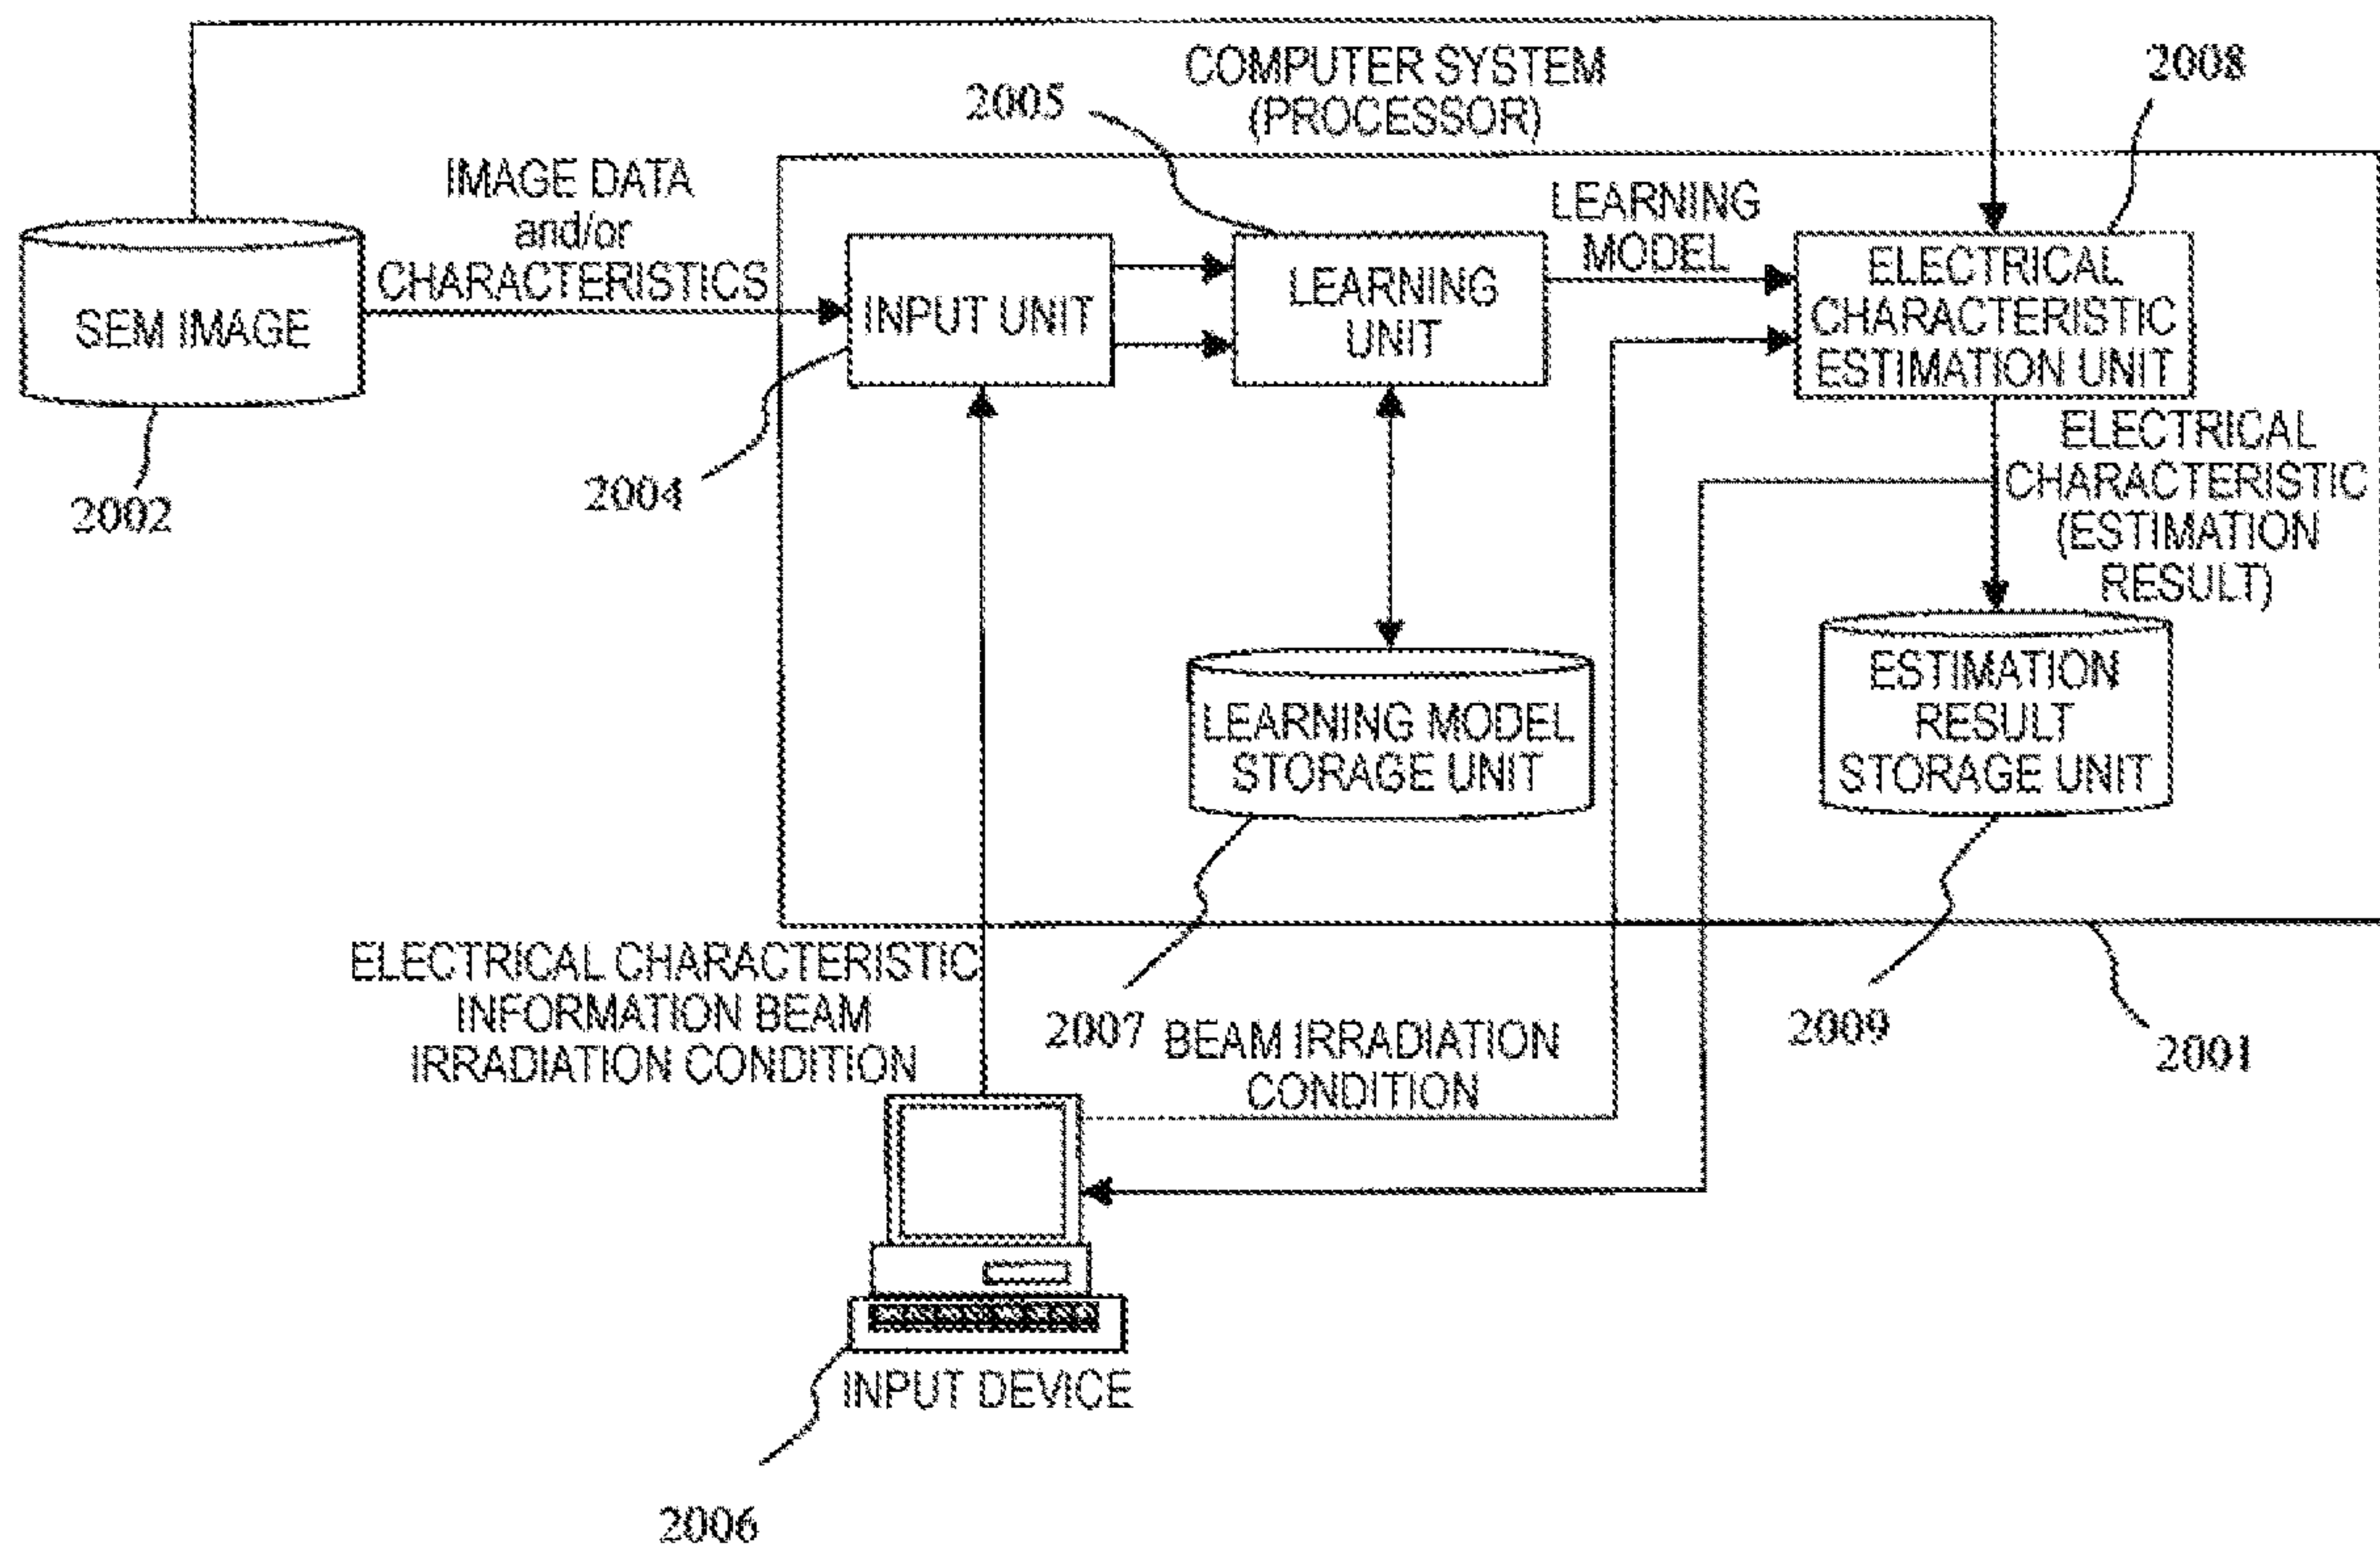 COMPUTER SYSTEM
(PROCESSOR)
2008
2005
IMAGE DATA
and/or
CHARACTERISTICS
LEARNING
MODEL
SEM IMAGE
INPUT UNIT
LEARNING
UNIT
ELECTRICAL
CHARACTERISTIC
ESTIMATION UNIT
2002
2004
ELECTRICAL
CHARACTERISTIC
(ESTIMATION
RESULT)
LEARNING MODEL
STORAGE UNIT
ESTIMATION
RESULT
STORAGE UNIT
ELECTRICAL CHARACTERISTIC
INFORMATION BEAM
IRRADIATION CONDITION
2007
BEAM IRRADIATION
CONDITION
2009
2001
INPUT DEVICE
2006